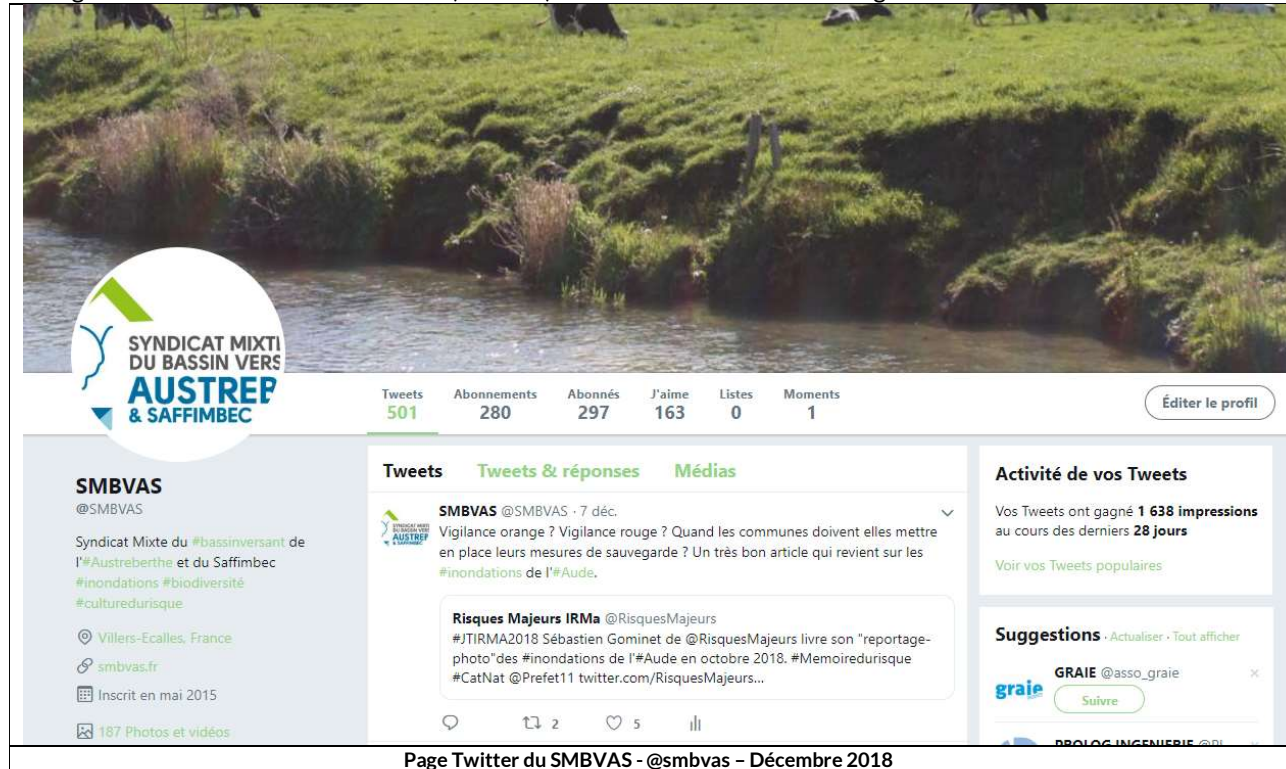 SYNDICAT MIXTE
DU BASSIN VERS
AUSTREB
& SAFFIMBEC
Tweets Abonnements Abonnés J'aime Listes Moments
501 280 297 163 0 1
Éditer le profil
SMBVAS
@SMBVAS
Syndicat Mixte du #bassinversant de
l'#Austreberthe et du Saffimbec
#inondations #biodiversité
#culturedurisque
Villers-Ecalles, France
smbvas.fr
Inscrit en mai 2015
187 Photos et vidéos
Tweets Tweets & réponses Médias
SMBVAS @SMBVAS · 7 déc.
Vigilance orange ? Vigilance rouge ? Quand les communes doivent elles mettre
en place leurs mesures de sauvegarde ? Un très bon article qui revient sur les
#inondations de l'#Aude.
Risques Majeurs IRMa @RisquesMajeurs
#JTIRMA2018 Sébastien Gominet de @RisquesMajeurs livre son "reportage-
photo"des #inondations de l'#Aude en octobre 2018. #Memoiredurisque
#CatNat @Prefet11 twitter.com/RisquesMajeurs...
2 5
Activité de vos Tweets
Vos Tweets ont gagné 1 638 impressions
au cours des derniers 28 jours
Voir vos Tweets populaires
Suggestions · Actualiser · Tout afficher
GRAIE @asso_graie
graie
Suivre
PROLOG INGENIERIE
Page Twitter du SMBVAS - @smbvas – Décembre 2018